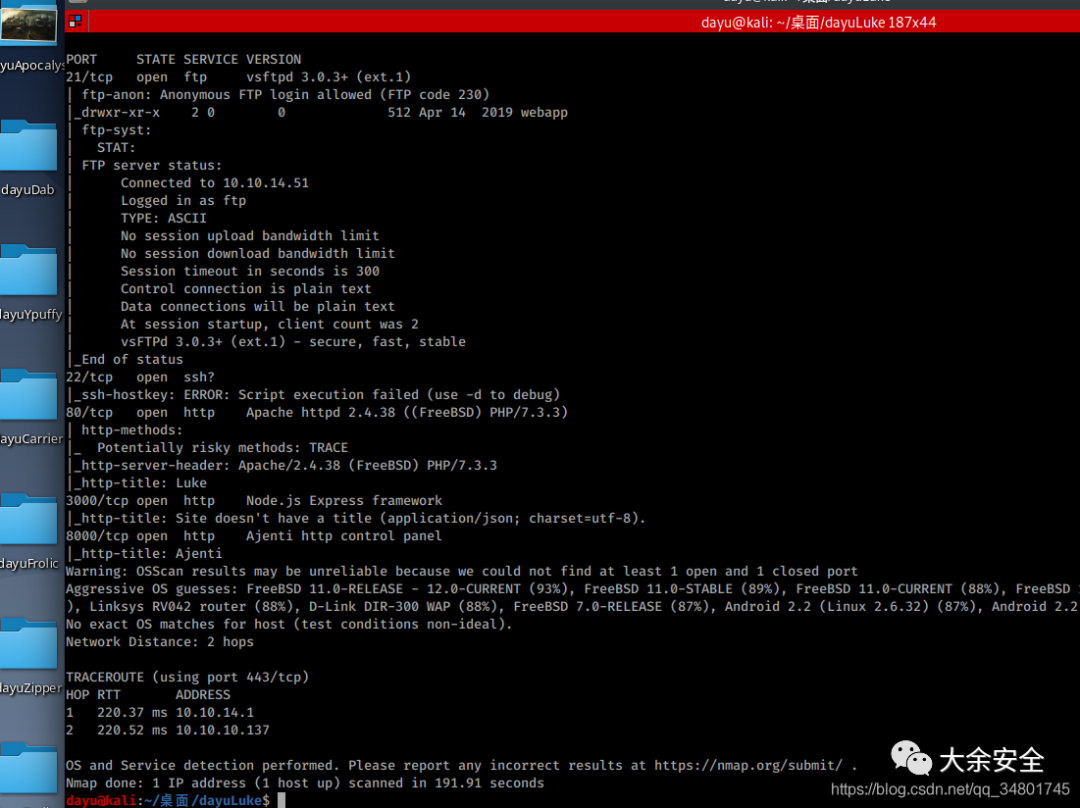 dayu@kali: ~/桌面/dayuLuke
dayu@kali: ~/桌面/dayuLuke 187x44
PORT STATE SERVICE VERSION
21/tcp open ftp vsftpd 3.0.3+ (ext.1)
| ftp-anon: Anonymous FTP login allowed (FTP code 230)
|_drwxr-xr-x 2 0 0 512 Apr 14 2019 webapp
| ftp-syst:
| STAT:
| FTP server status:
| Connected to 10.10.14.51
| Logged in as ftp
| TYPE: ASCII
| No session upload bandwidth limit
| No session download bandwidth limit
| Session timeout in seconds is 300
| Control connection is plain text
| Data connections will be plain text
| At session startup, client count was 2
| vsFTPd 3.0.3+ (ext.1) - secure, fast, stable
|_End of status
22/tcp open ssh?
|_ssh-hostkey: ERROR: Script execution failed (use -d to debug)
80/tcp open http Apache httpd 2.4.38 ((FreeBSD) PHP/7.3.3)
| http-methods:
|_ Potentially risky methods: TRACE
|_http-server-header: Apache/2.4.38 (FreeBSD) PHP/7.3.3
|_http-title: Luke
3000/tcp open http Node.js Express framework
|_http-title: Site doesn't have a title (application/json; charset=utf-8).
8000/tcp open http Ajenti http control panel
|_http-title: Ajenti
Warning: OSScan results may be unreliable because we could not find at least 1 open and 1 closed port
Aggressive OS guesses: FreeBSD 11.0-RELEASE - 12.0-CURRENT (93%), FreeBSD 11.0-STABLE (89%), FreeBSD 11.0-CURRENT (88%), FreeBSD
), Linksys RV042 router (88%), D-Link DIR-300 WAP (88%), FreeBSD 7.0-RELEASE (87%), Android 2.2 (Linux 2.6.32) (87%), Android 2.2
No exact OS matches for host (test conditions non-ideal).
Network Distance: 2 hops
TRACEROUTE (using port 443/tcp)
HOP RTT ADDRESS
1 220.37 ms 10.10.14.1
2 220.52 ms 10.10.10.137
OS and Service detection performed. Please report any incorrect results at https://nmap.org/submit/ .
Nmap done: 1 IP address (1 host up) scanned in 191.91 seconds
dayu@kali:~/桌面/dayuLuke$
yuApocalys
dayuDab
dayuYpuffy
dayuCarrier
dayuFrolic
dayuZipper
大余安全
https://blog.csdn.net/qq_34801745